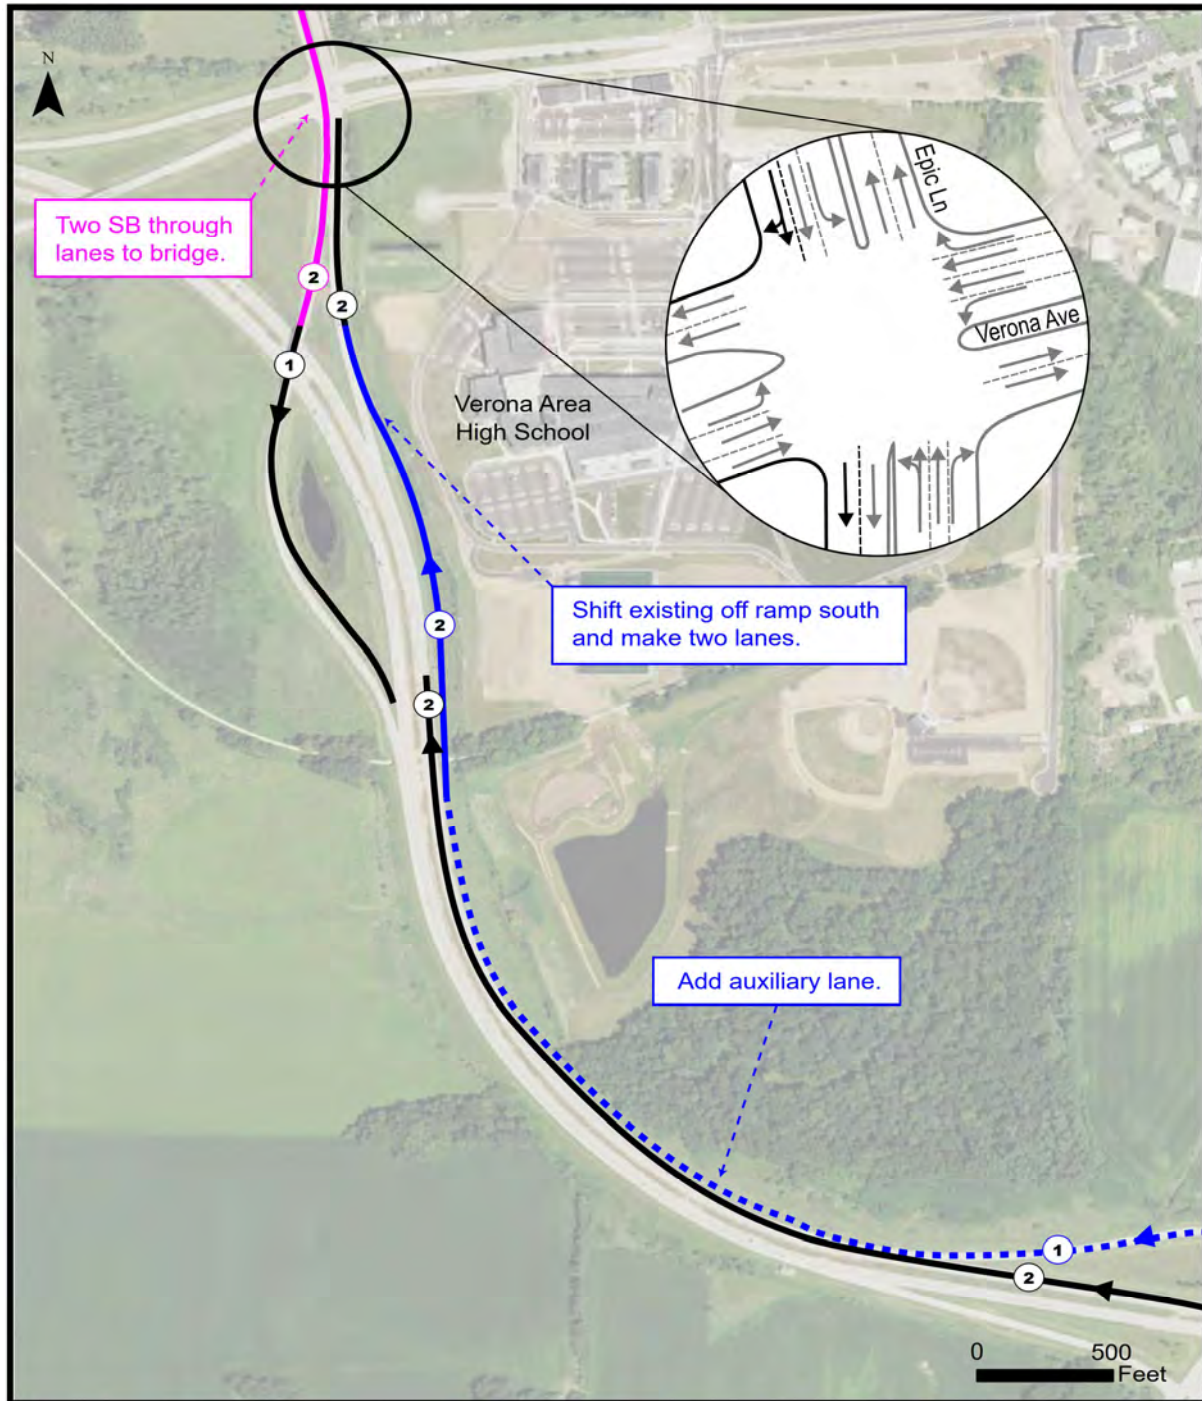 N
Two SB through
lanes to bridge.
Epic Ln
Verona Ave
2
2
1
Verona Area
High School
Shift existing off ramp south
and make two lanes.
2
2
Add auxiliary lane.
1
2
0 500
Feet